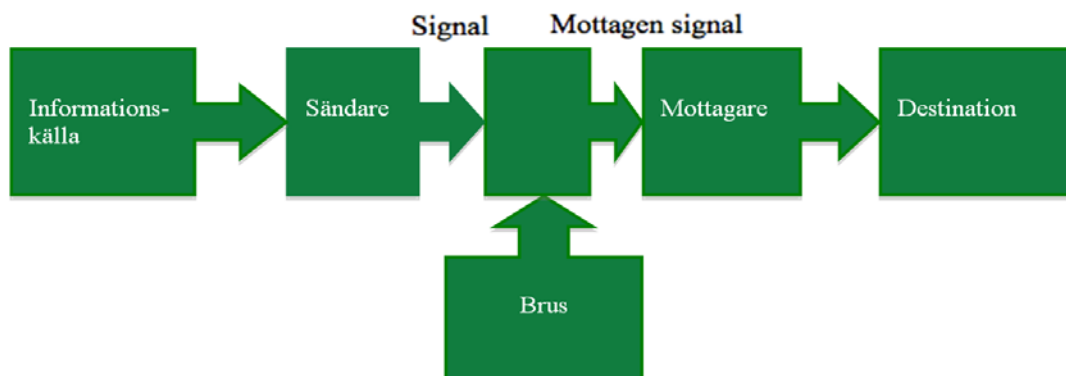 Signal
Mottagen signal
Informations-
källa
Sändare
Mottagare
Destination
Brus